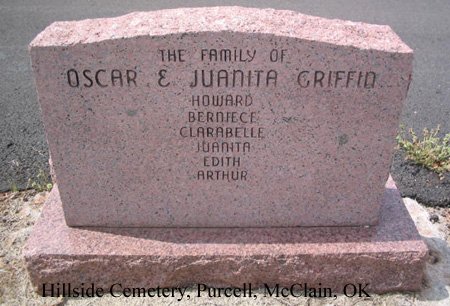 THE FAMILY OF
OSCAR & JUANITA GRIFFIN
HOWARD
BERNIECE
CLARABELLE
JUANITA
EDITH
ARTHUR
Hillside Cemetery, Purcell, McClain, OK